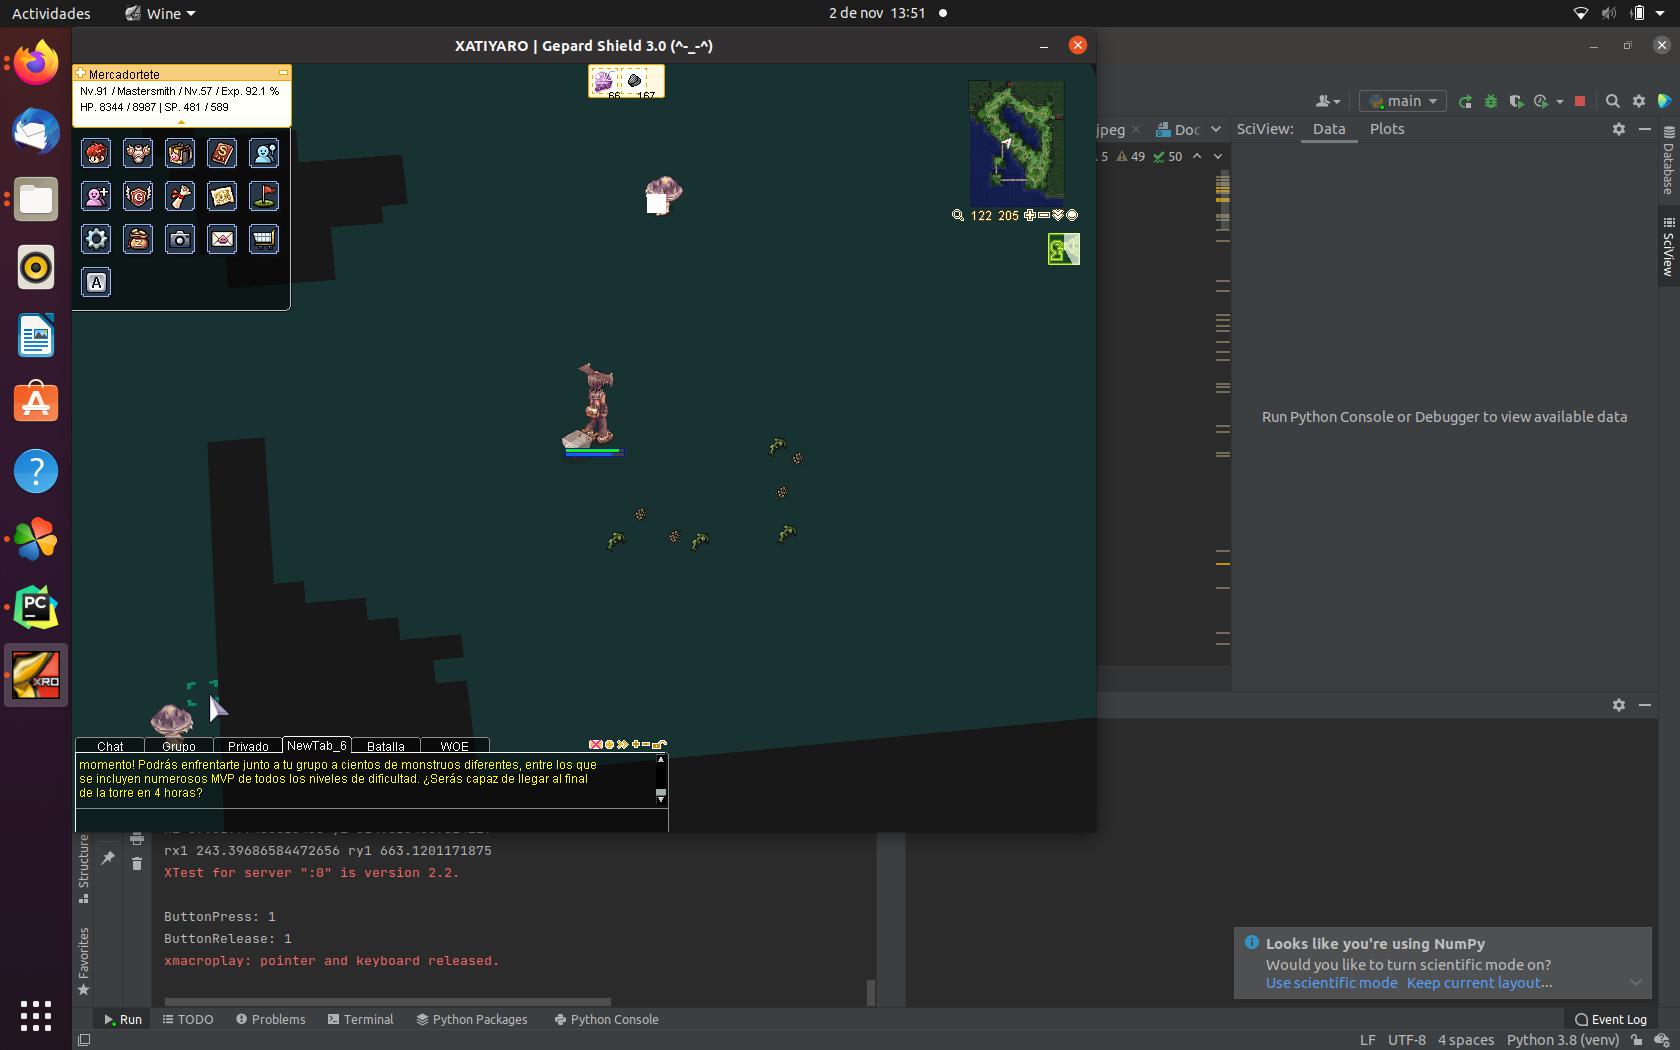 Actividades
Wine
2 de nov 13:51
XATIYARO | Gepard Shield 3.0 (^-_-^)
Mercadortete
Nv.91 / Mastersmith / Nv.57 / Exp. 92.1 %
HP. 8344 / 8987 | SP. 481 / 589
66
167
122 205
main
jpeg
Doc
SciView:
Data
Plots
5
49
50
Database
SciView
Run Python Console or Debugger to view available data
Chat
Grupo
Privado
NewTab_6
Batalla
WOE
momento! Podrás enfrentarte junto a tu grupo a cientos de monstruos diferentes, entre los que
se incluyen numerosos MVP de todos los niveles de dificultad. ¿Serás capaz de llegar al final
de la torre en 4 horas?
rx1 243.39686584472656 ry1 663.1201171875
XTest for server ":0" is version 2.2.
ButtonPress: 1
ButtonRelease: 1
xmacroplay: pointer and keyboard released.
Structure
Favorites
Looks like you're using NumPy
Would you like to turn scientific mode on?
Use scientific mode Keep current layout...
Run
TODO
Problems
Terminal
Python Packages
Python Console
Event Log
LF UTF-8 4 spaces Python 3.8 (venv)
PC
XRO